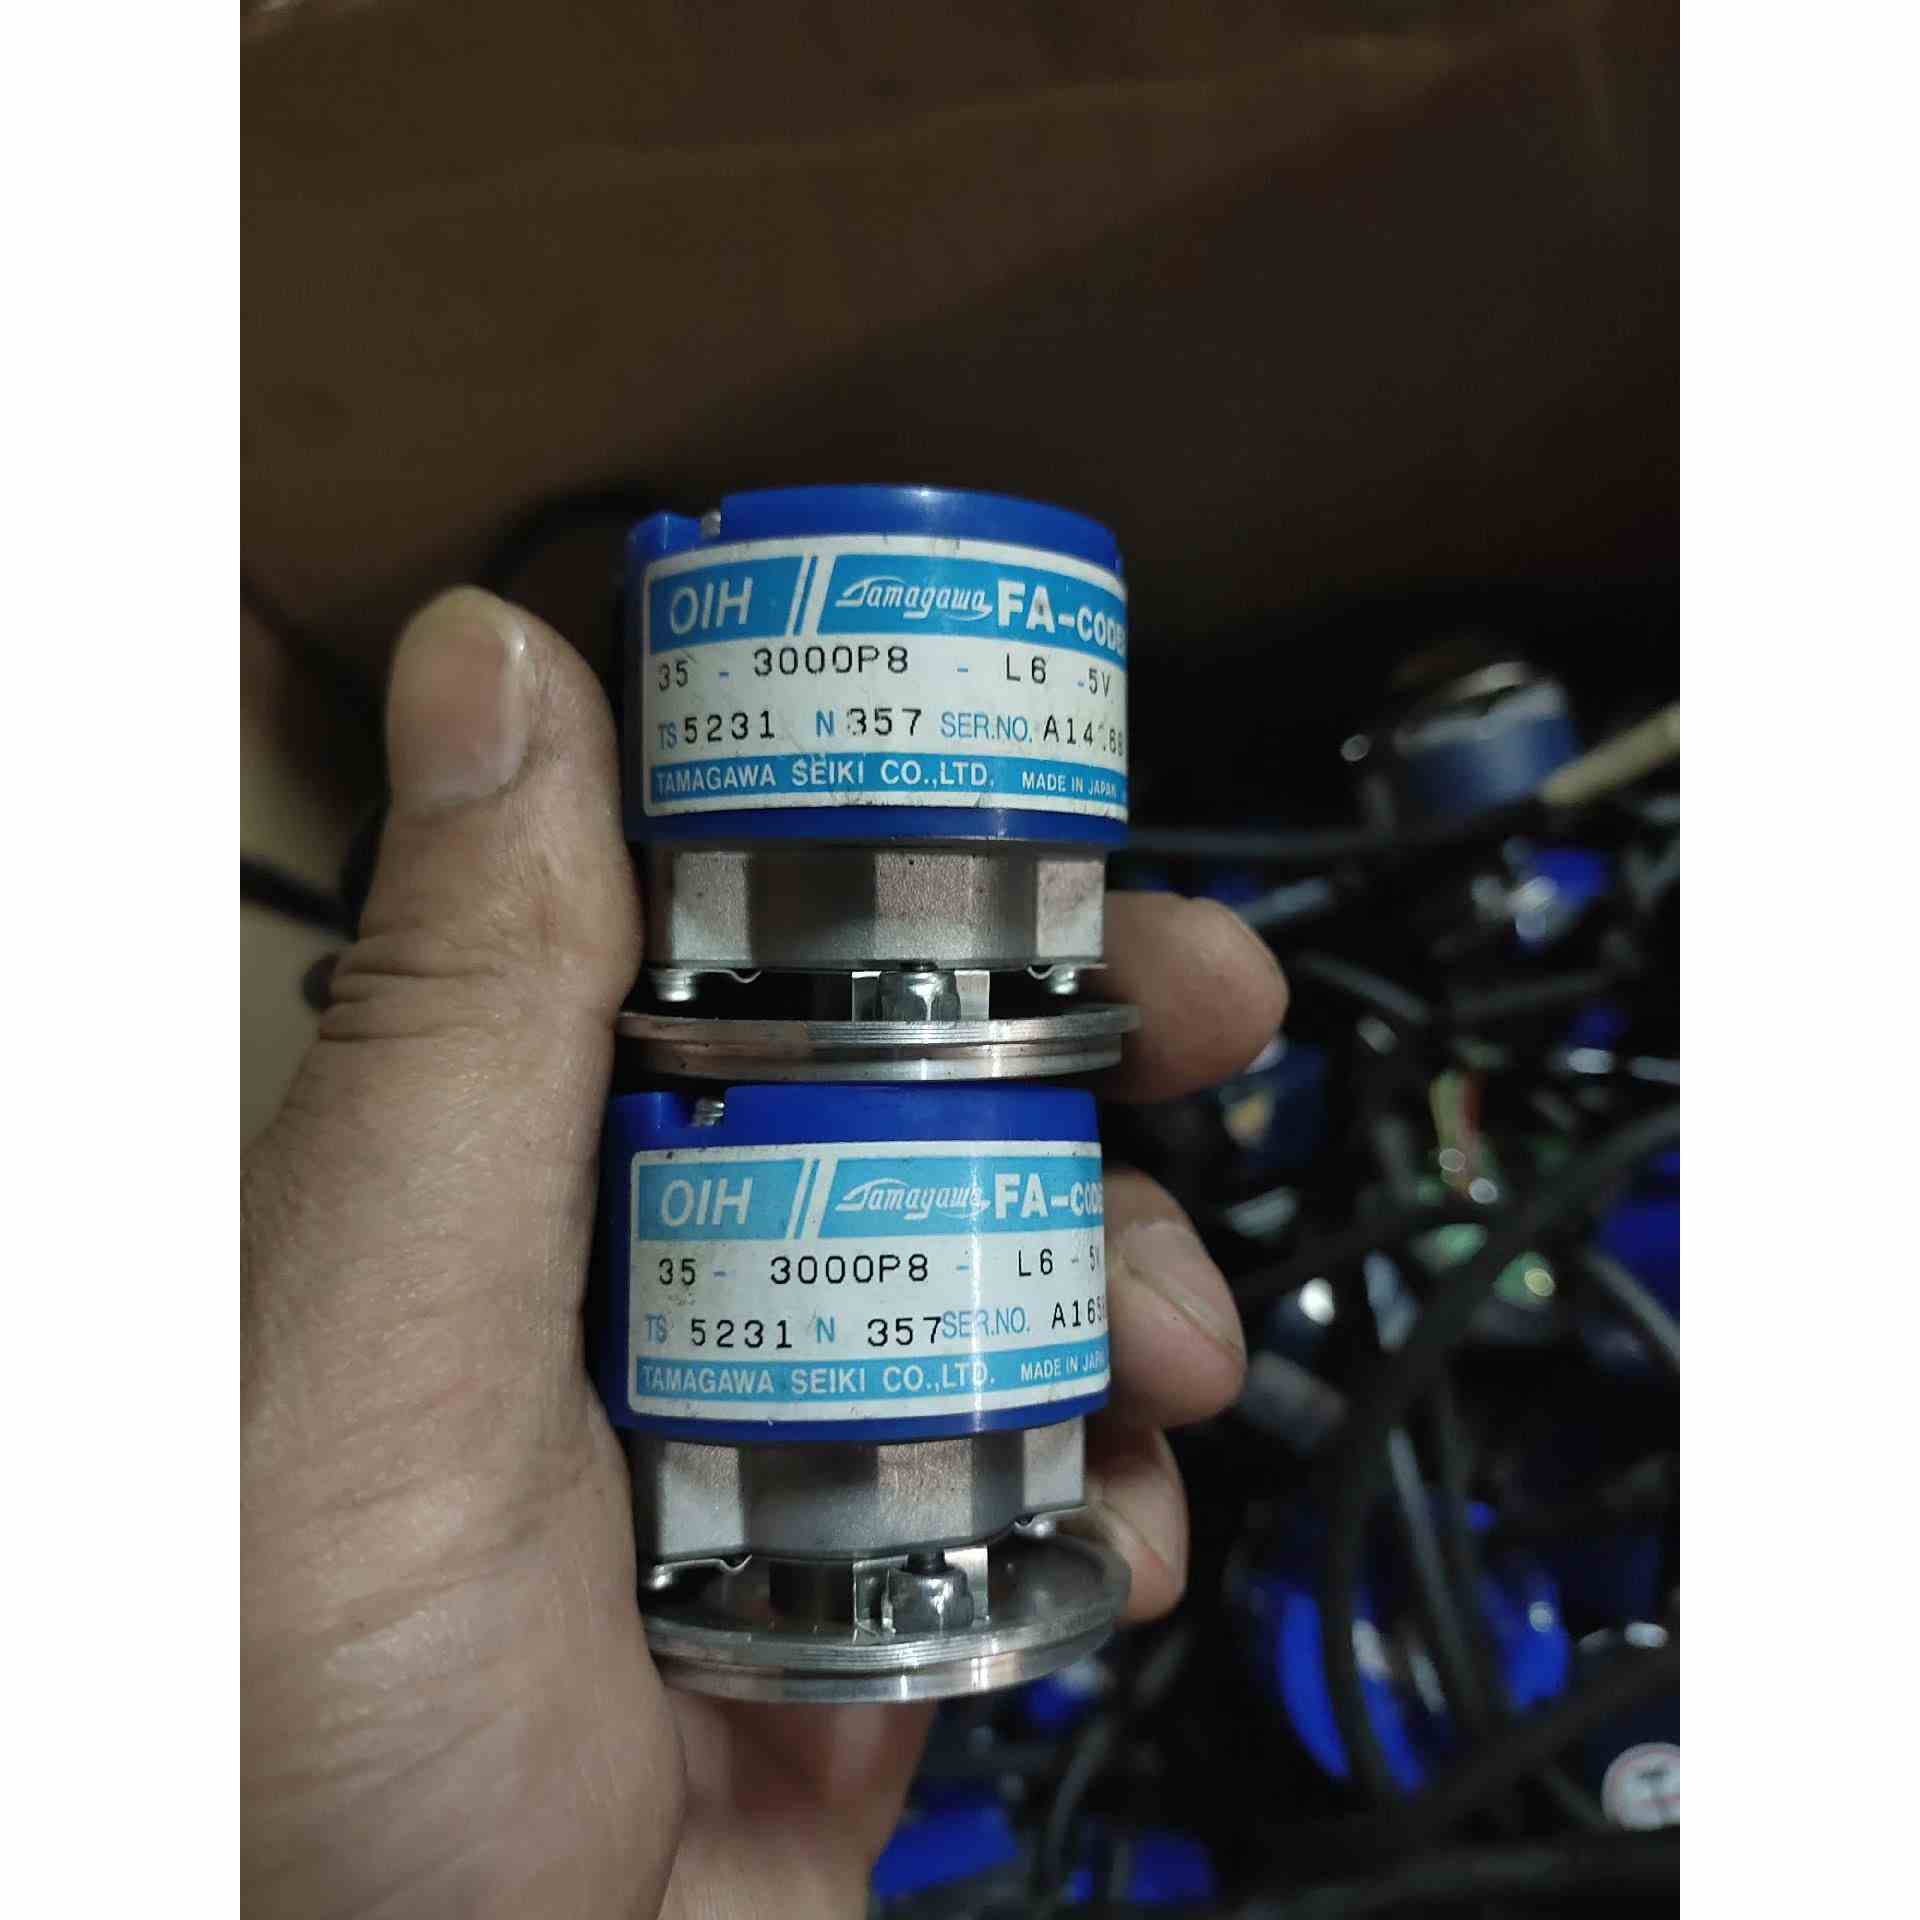 OIH Tamagawa FA-CODE
35 - 3000P8 - L6 -5V
TS 5231 N 357 SER.NO.
TAMAGAWA SEIKI CO.,LTD. MADE IN JAPAN
OIH Tamagawa FA-CODE
35 - 3000P8 - L6 - 5V
TS 5231 N 357 SER.NO.
TAMAGAWA SEIKI CO.,LTD. MADE IN JAPAN